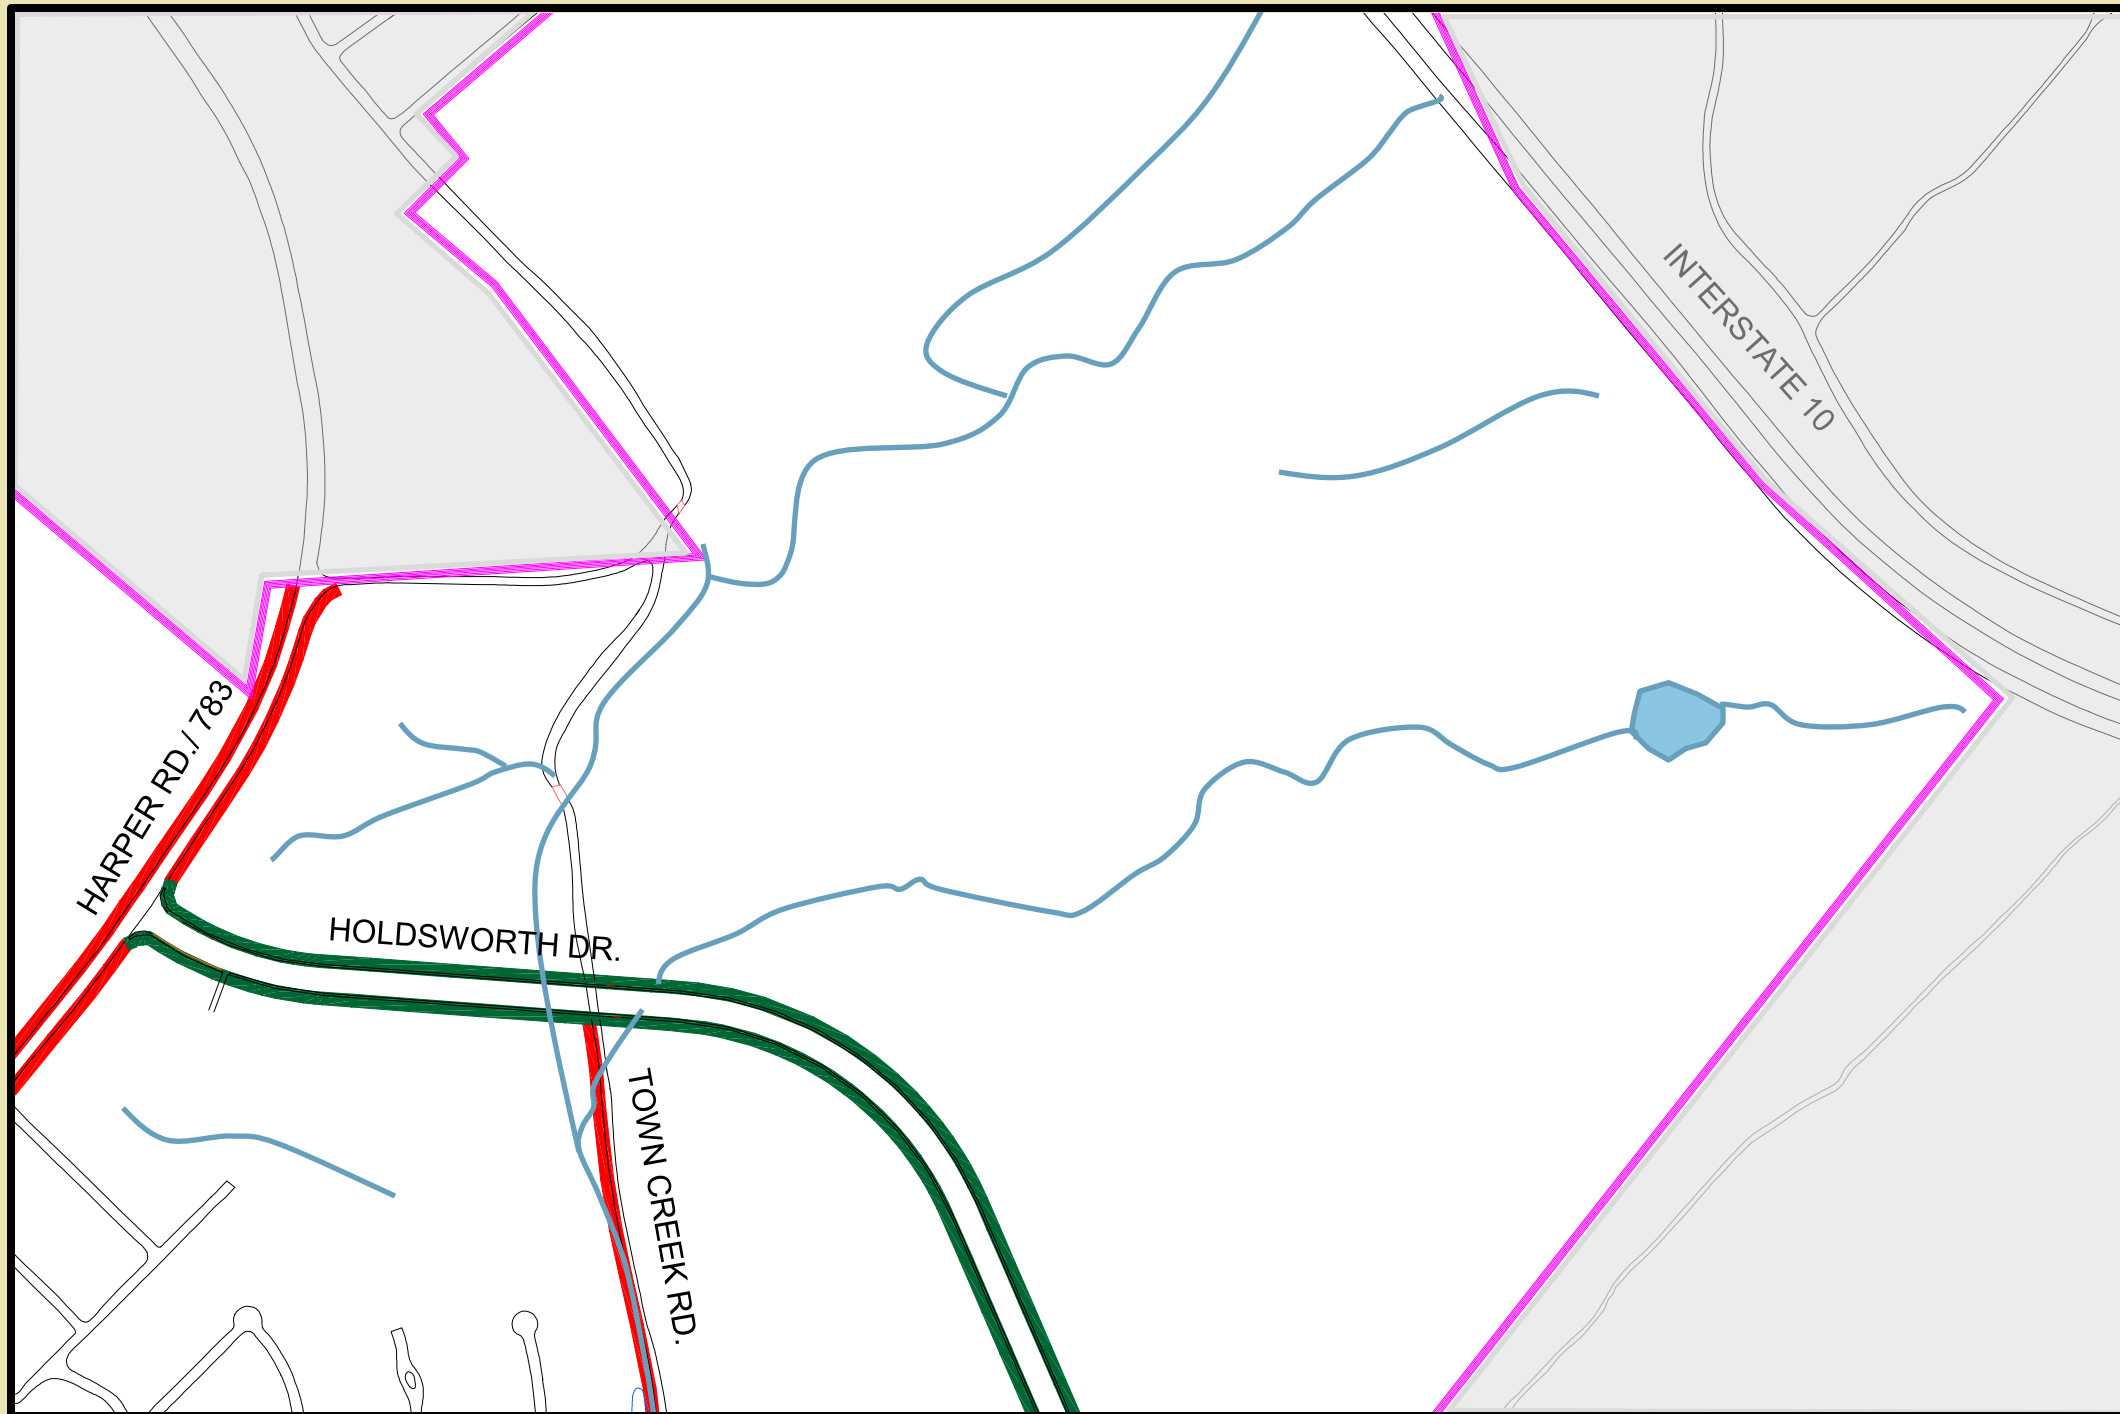 INTERSTATE 10
HARPER RD./ 783
HOLDSWORTH DR.
TOWN CREEK RD.